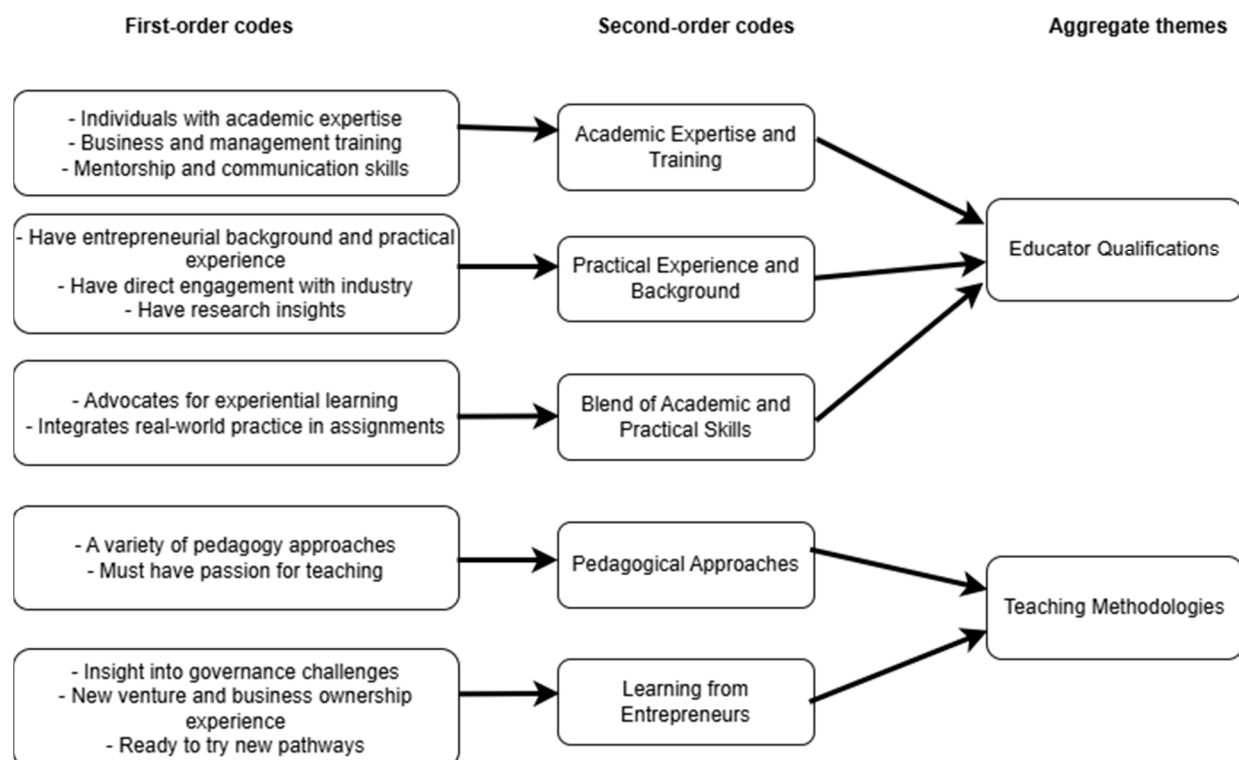 First-order codes
Second-order codes
Aggregate themes
- Individuals with academic expertise
- Business and management training
- Mentorship and communication skills
Academic Expertise and
Training
- Have entrepreneurial background and practical
experience
- Have direct engagement with industry
- Have research insights
Practical Experience and
Background
Educator Qualifications
- Advocates for experiential learning
- Integrates real-world practice in assignments
Blend of Academic and
Practical Skills
- A variety of pedagogy approaches
- Must have passion for teaching
Pedagogical Approaches
Teaching Methodologies
- Insight into governance challenges
- New venture and business ownership
experience
- Ready to try new pathways
Learning from
Entrepreneurs